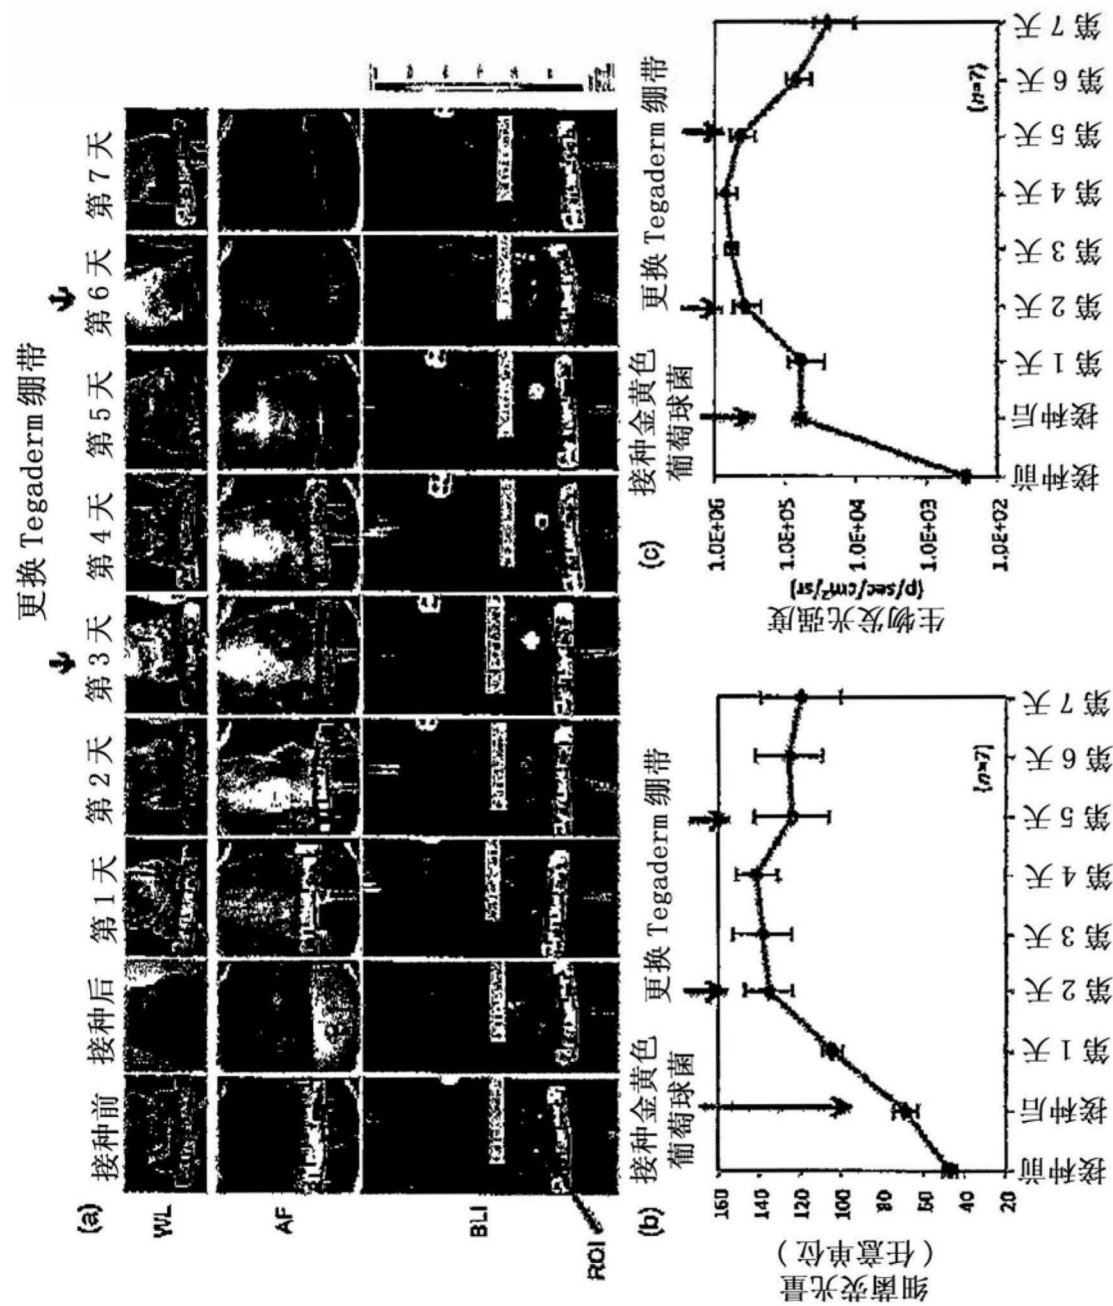 更换 Tegaderm 绷带
(a)
接种前
接种后
第 1 天
第 2 天
第 3 天
第 4 天
第 5 天
第 6 天
第 7 天
WL
AF
BLI
ROI
(b)
接种金黄色
葡萄球菌
更换 Tegaderm 绷带
细菌荧光量
(任意单位)
160
140
120
100
80
60
40
20
{n=7}
接种前
接种后
第 1 天
第 2 天
第 3 天
第 4 天
第 5 天
第 6 天
第 7 天
(c)
接种金黄色
葡萄球菌
更换 Tegaderm 绷带
生物发光强度
[p/sec/cm²/sr]
1.0E+06
1.0E+05
1.0E+04
1.0E+03
1.0E+02
{n=7}
接种前
接种后
第 1 天
第 2 天
第 3 天
第 4 天
第 5 天
第 6 天
第 7 天